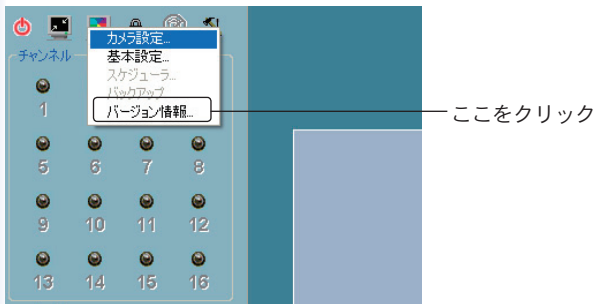 カメラ設定...
チャンネル
基本設定...
スケジューラ...
バックアップ
バージョン情報...
ここをクリック
1
5 6 7 8
9 10 11 12
13 14 15 16